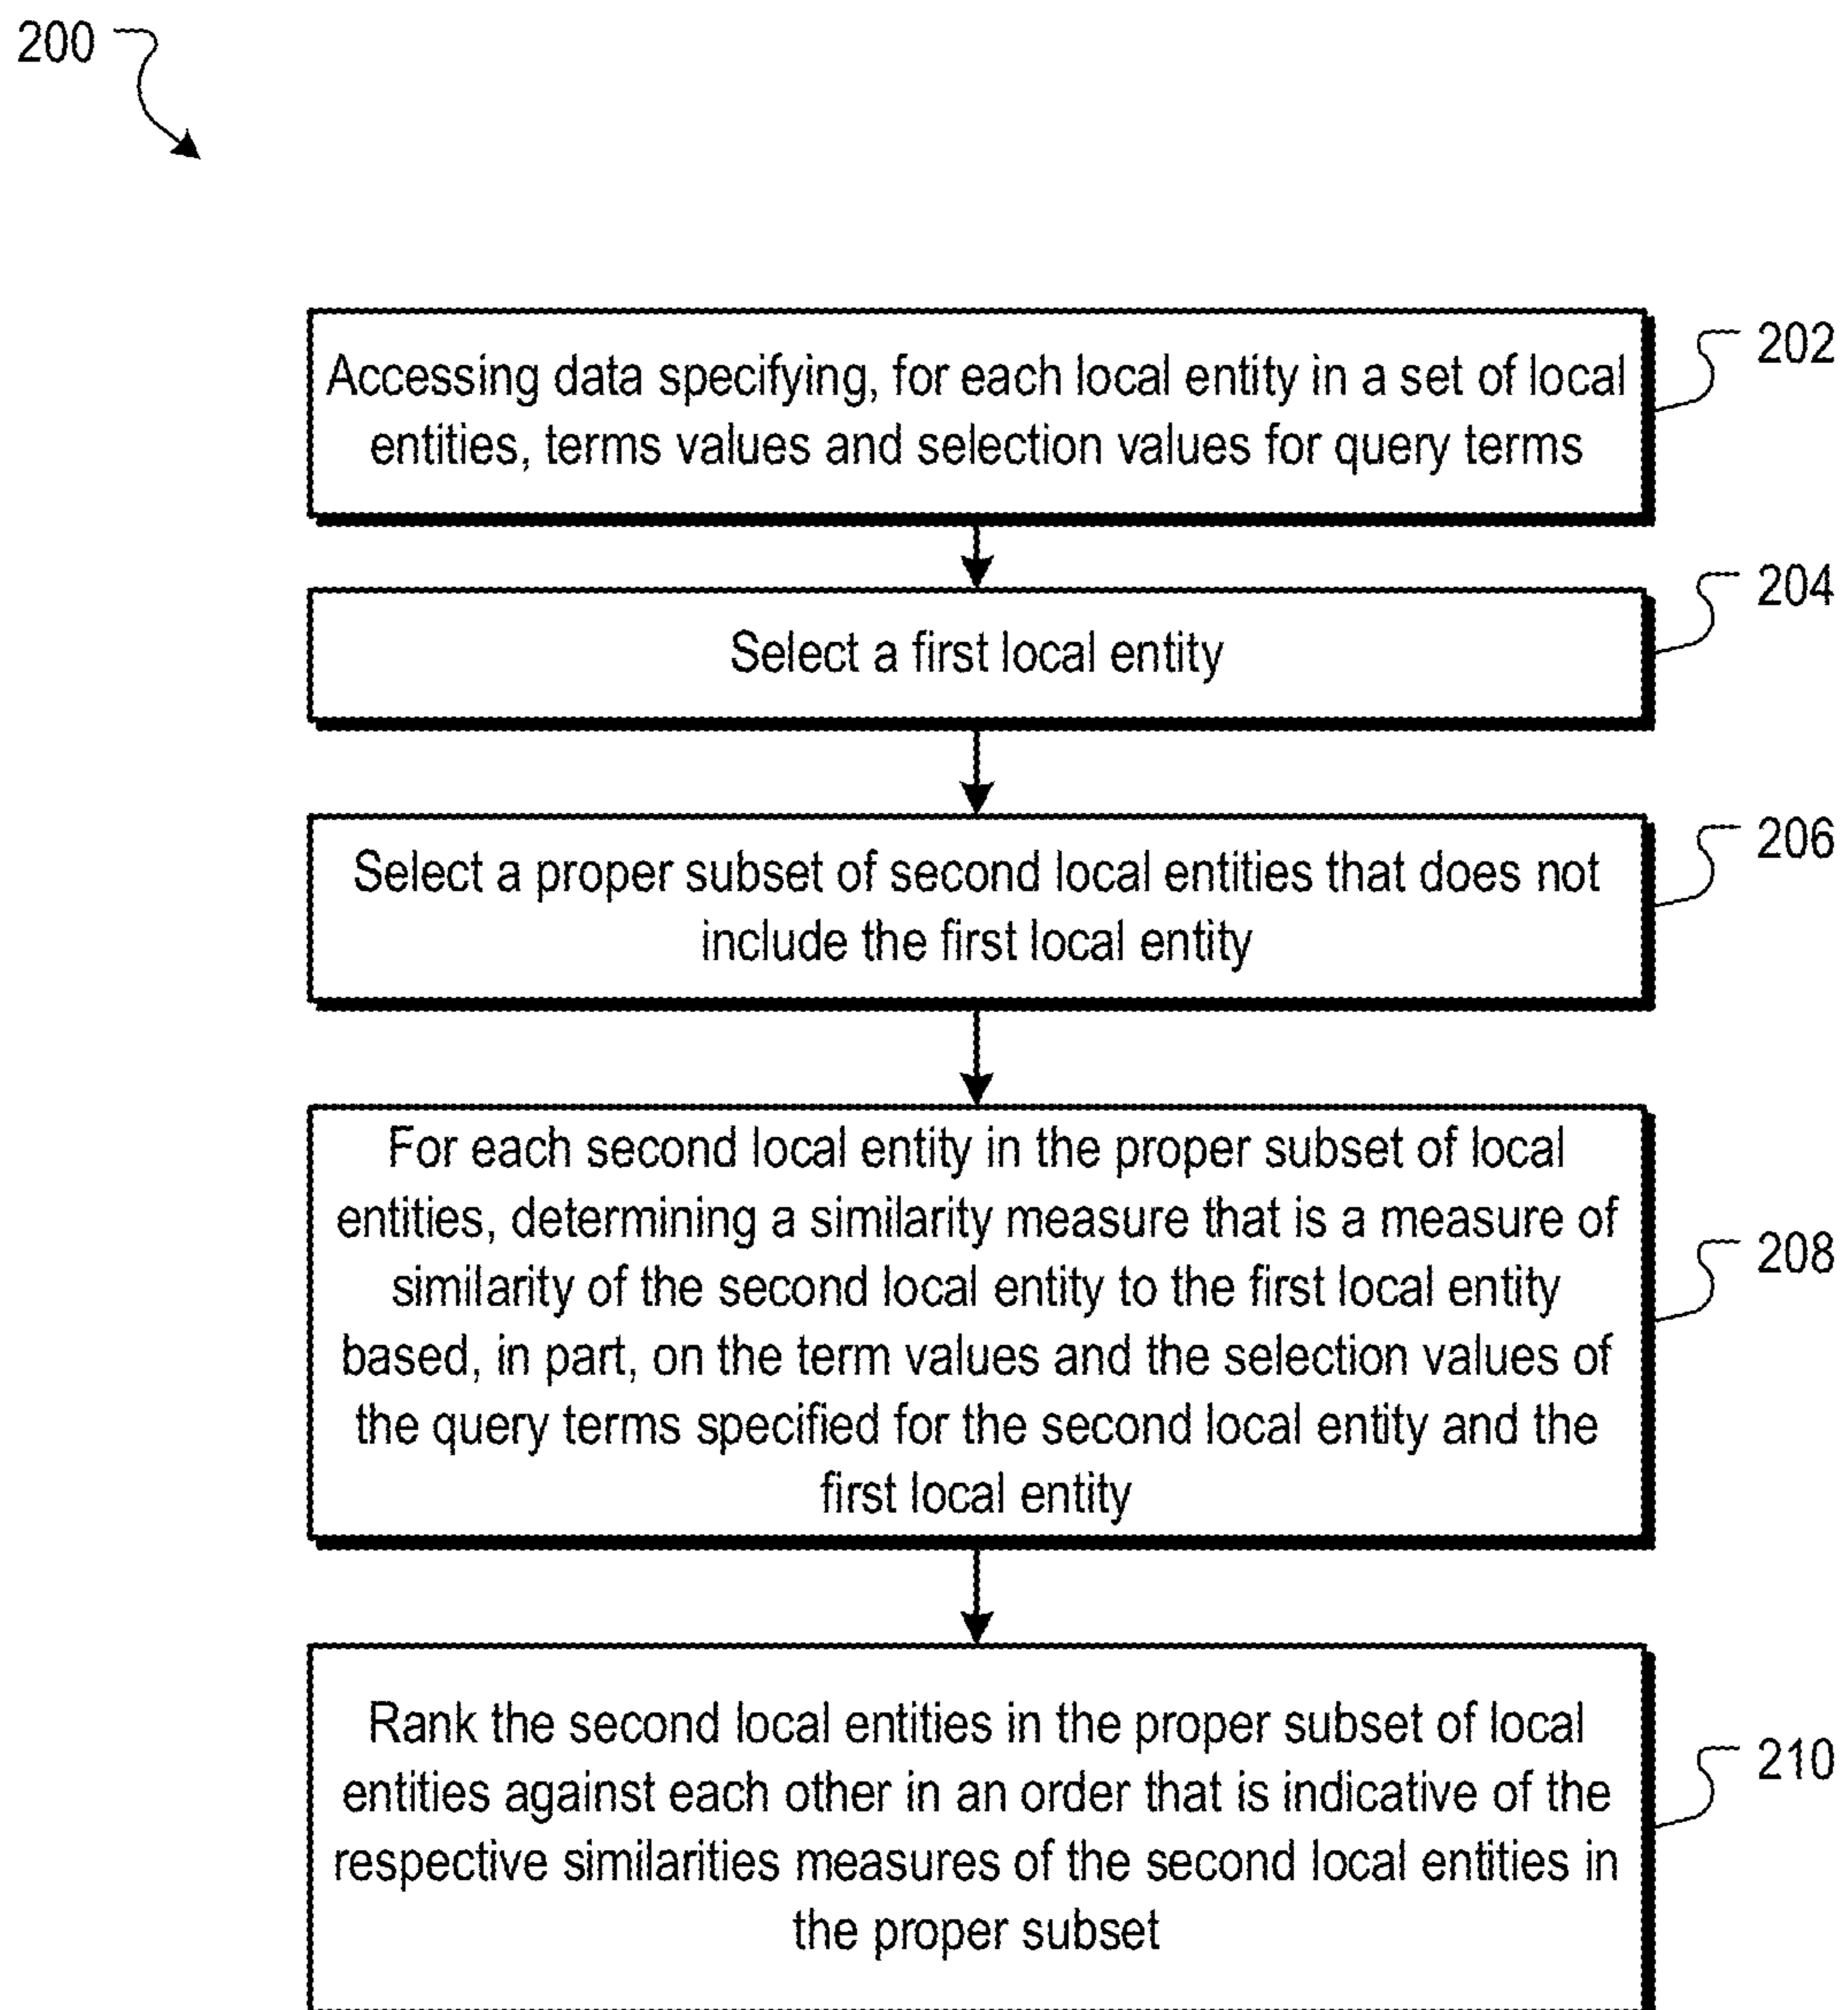 200
Accessing data specifying, for each local entity in a set of local
entities, terms values and selection values for query terms
202
Select a first local entity
204
Select a proper subset of second local entities that does not
include the first local entity
206
For each second local entity in the proper subset of local
entities, determining a similarity measure that is a measure of
similarity of the second local entity to the first local entity
based, in part, on the term values and the selection values of
the query terms specified for the second local entity and the
first local entity
208
Rank the second local entities in the proper subset of local
entities against each other in an order that is indicative of the
respective similarities measures of the second local entities in
the proper subset
210